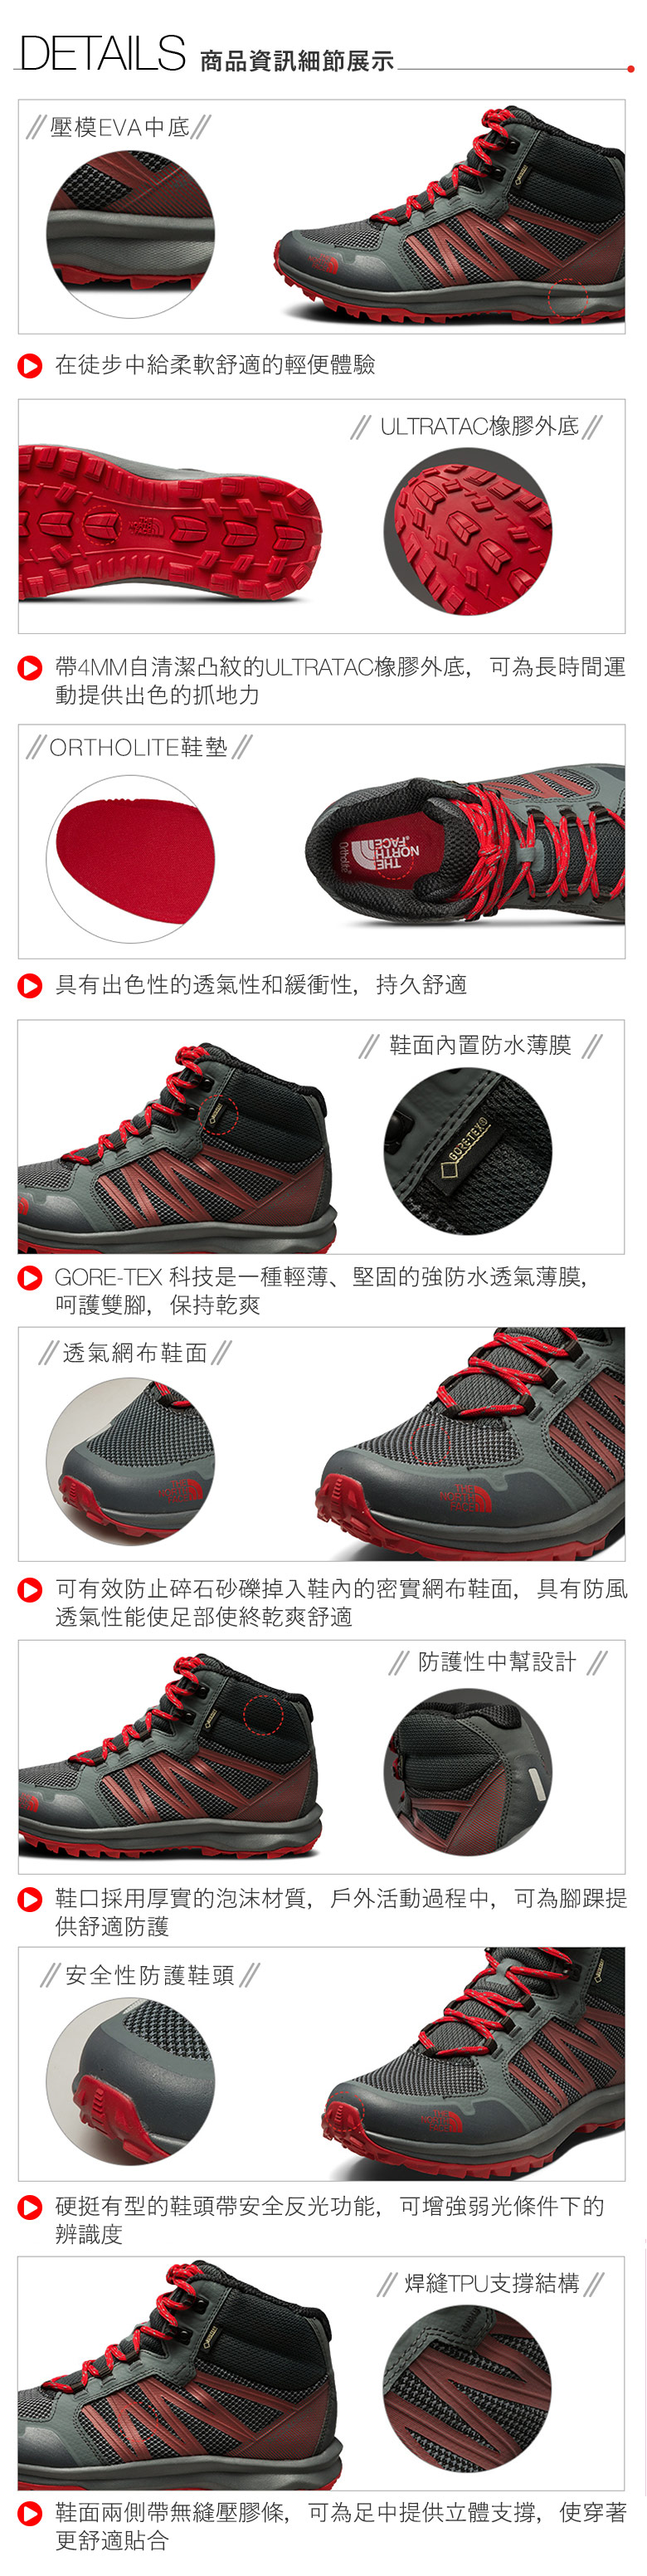 DETAILS 商品資訊細節展示
壓模EVA中底
在徒步中給柔軟舒適的輕便體驗
ULTRATAC橡膠外底
帶4MM自清潔凸紋的ULTRATAC橡膠外底，可為長時間運
動提供出色的抓地力
ORTHOLITE鞋墊
Ortholite
THE
NORTH
FACE
具有出色性的透氣性和緩衝性，持久舒適
鞋面內置防水薄膜
GORE-TEX®
GORE-TEX 科技是一種輕薄、堅固的強防水透氣薄膜，
呵護雙腳，保持乾爽
透氣網布鞋面
THE
NORTH
FACE
可有效防止碎石砂礫掉入鞋內的密實網布鞋面，具有防風
透氣性能使足部使終乾爽舒適
防護性中幫設計
鞋口採用厚實的泡沫材質，戶外活動過程中，可為腳踝提
供舒適防護
安全性防護鞋頭
硬挺有型的鞋頭帶安全反光功能，可增強弱光條件下的
辨識度
焊縫TPU支撐結構
鞋面兩側帶無縫壓膠條，可為足中提供立體支撐，使穿著
更舒適貼合